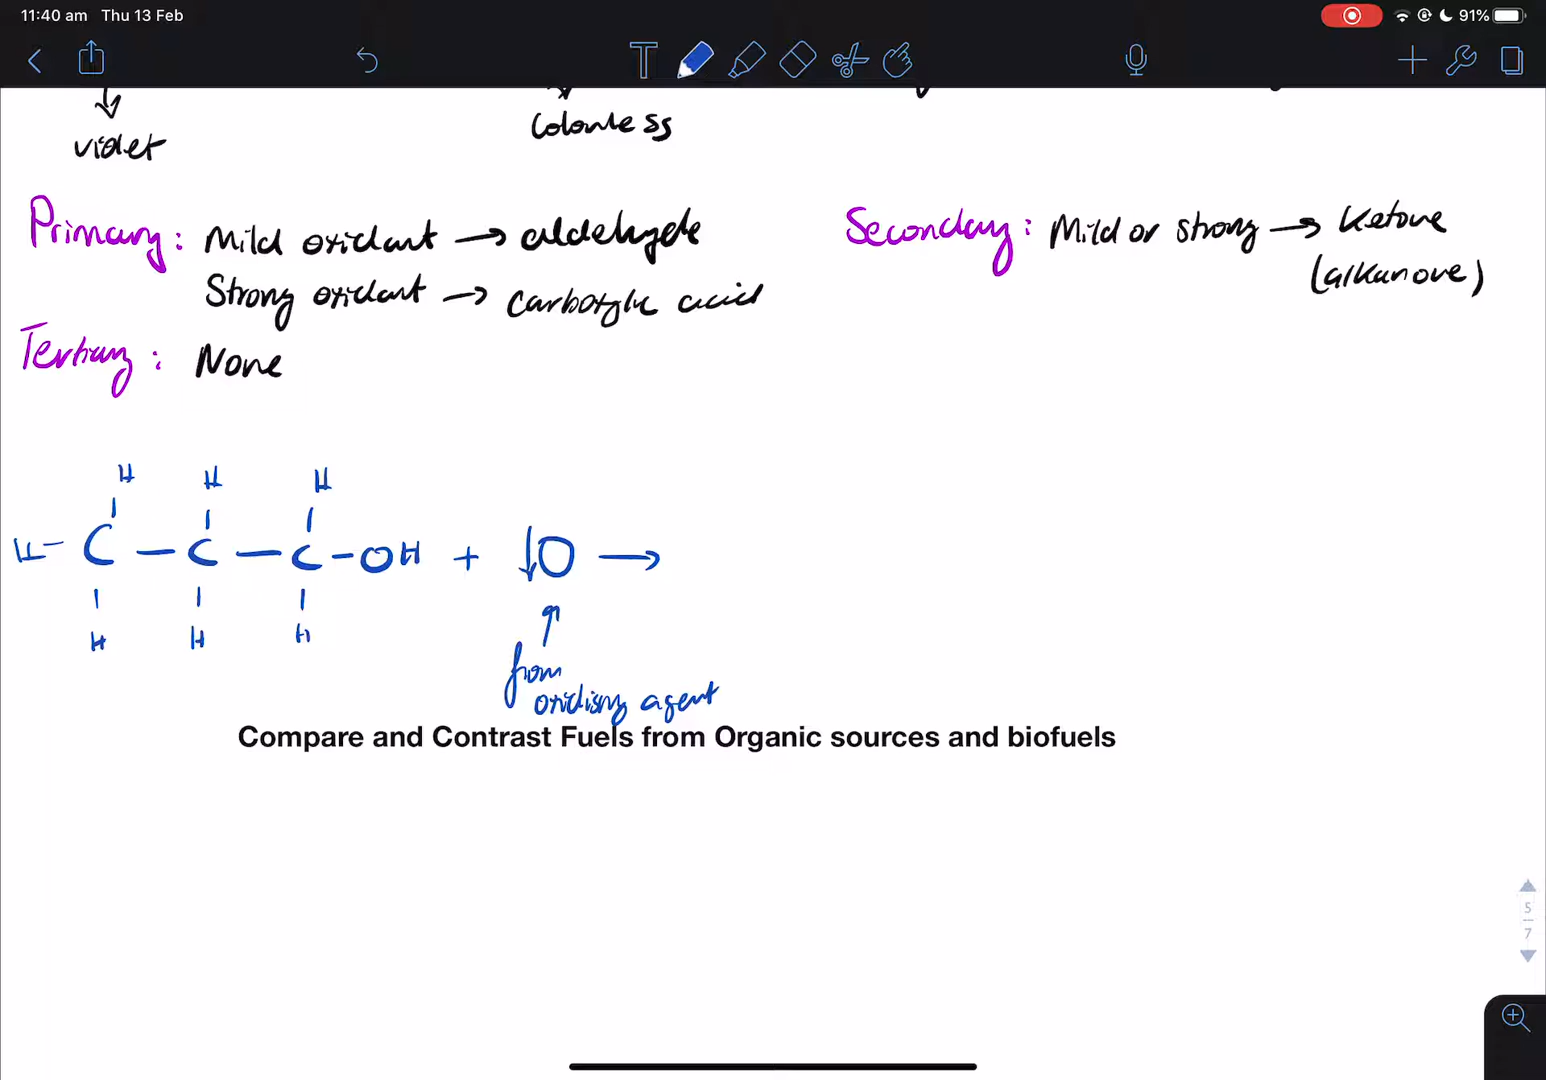 11:40 am Thu 13 Feb
91%
violet
Colourless
Primary: Mild oxidant → aldehyde
Strong oxidant → carboxylic acid
Secondary: Mild or strong → Ketone
(alkanone)
Tertiary: None
H H H
H - C - C - C - OH + ↓O →
H H H
from
oxidising agent
Compare and Contrast Fuels from Organic sources and biofuels
5
7